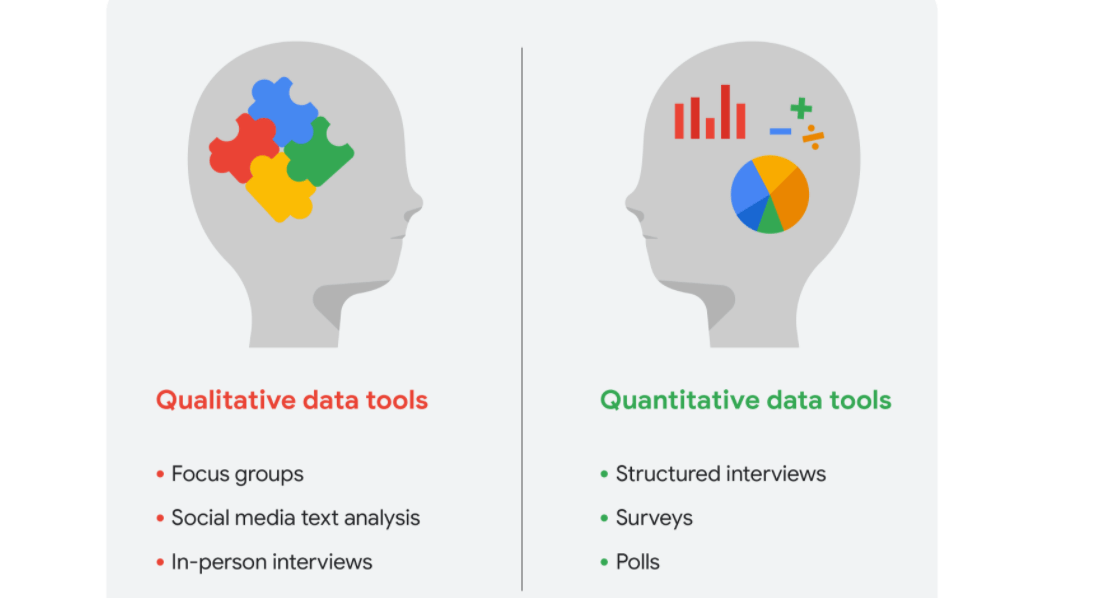 Qualitative data tools
• Focus groups
• Social media text analysis
• In-person interviews
Quantitative data tools
• Structured interviews
• Surveys
• Polls